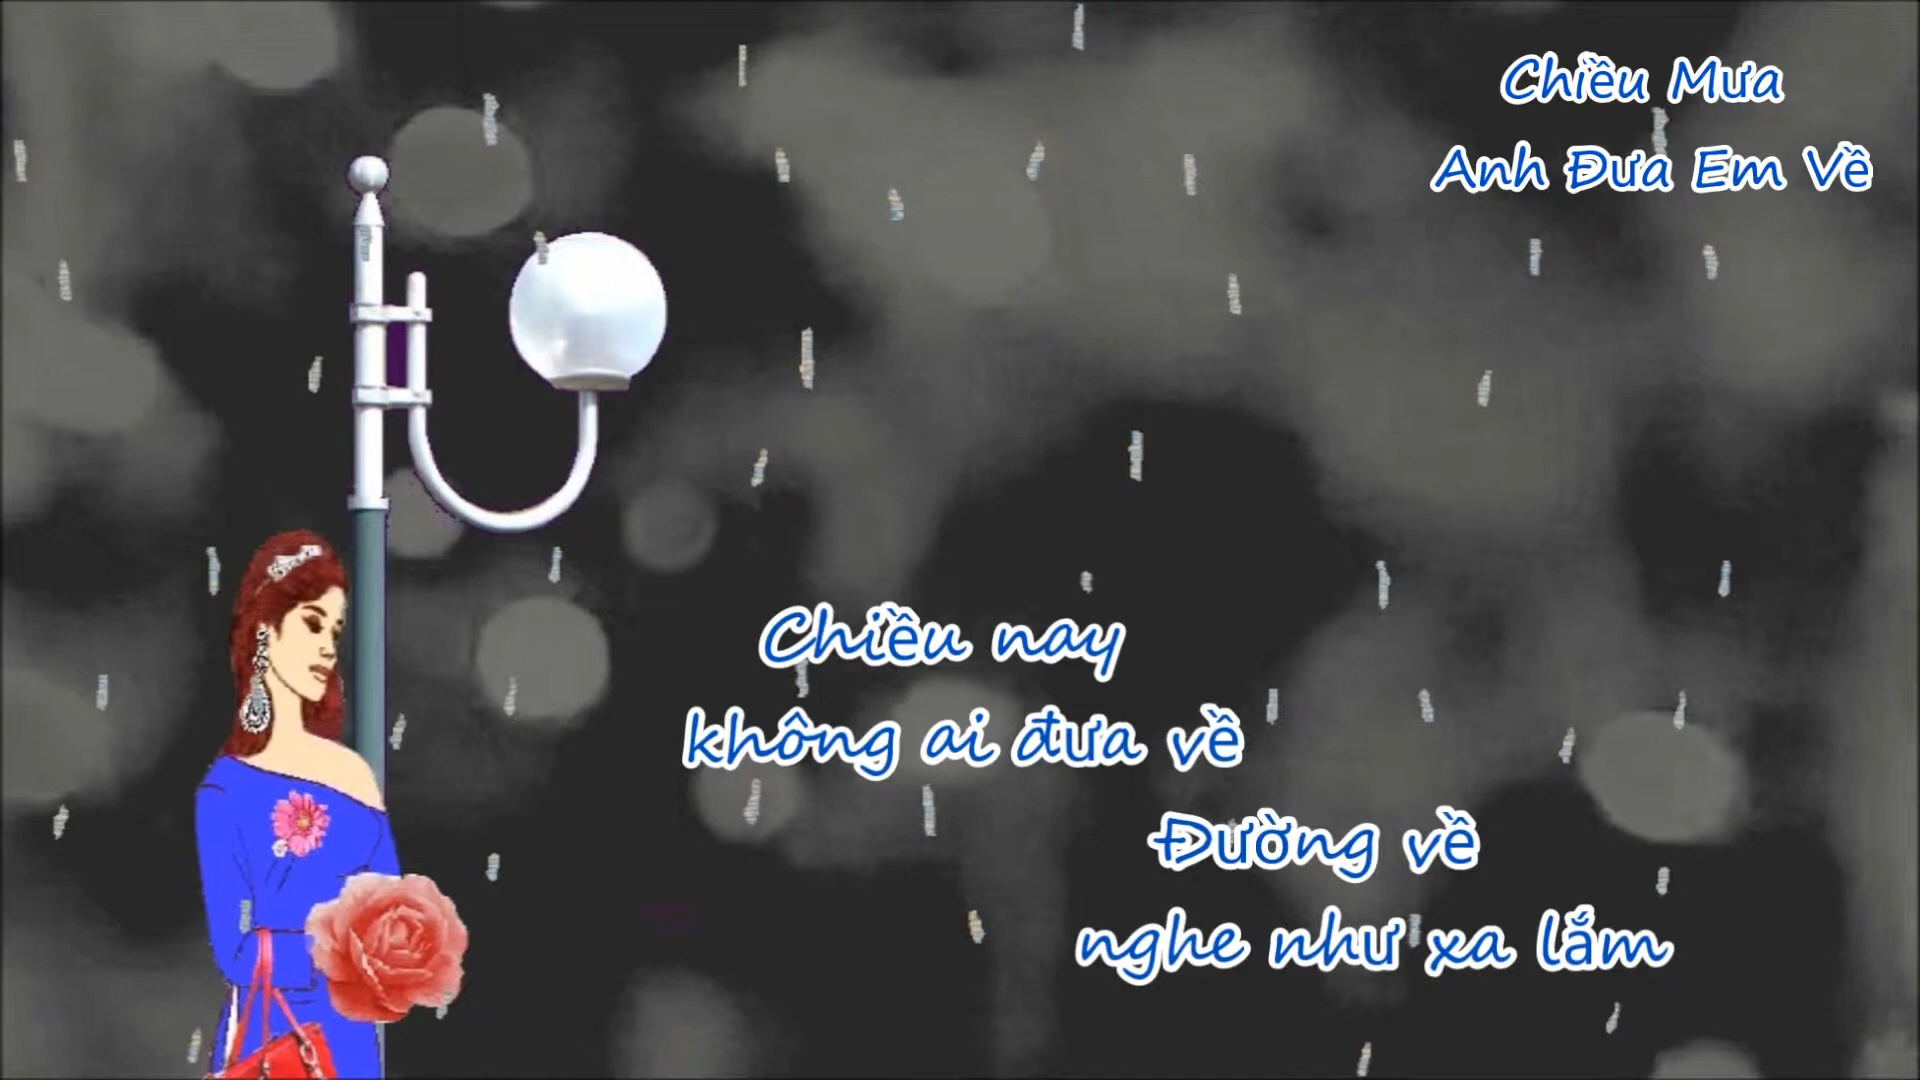 Chiều Mưa
Anh Đưa Em Về
Chiều nay
không ai đưa về
Đường về
nghe như xa lắm